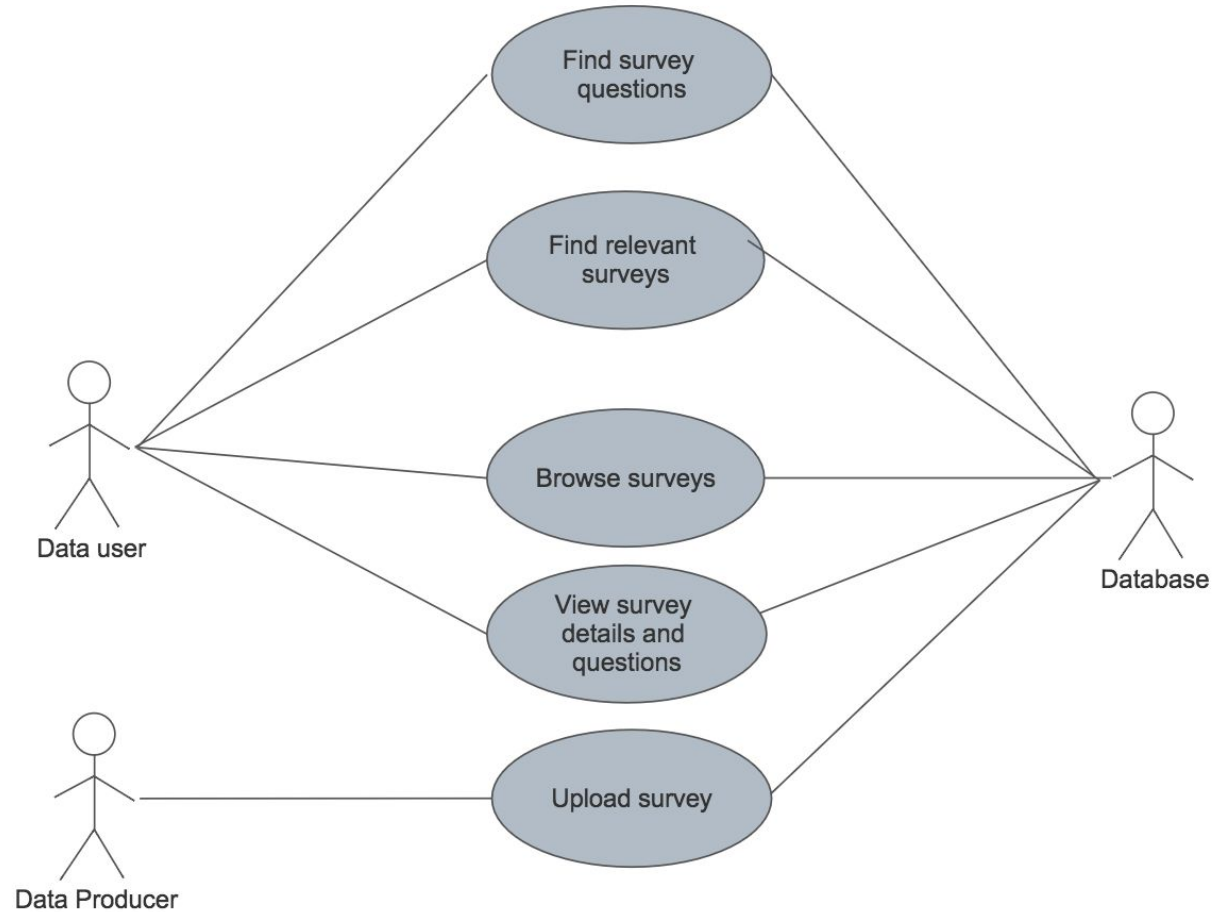 Find survey
questions
Find relevant
surveys
Browse surveys
Data user
Database
View survey
details and
questions
Upload survey
Data Producer